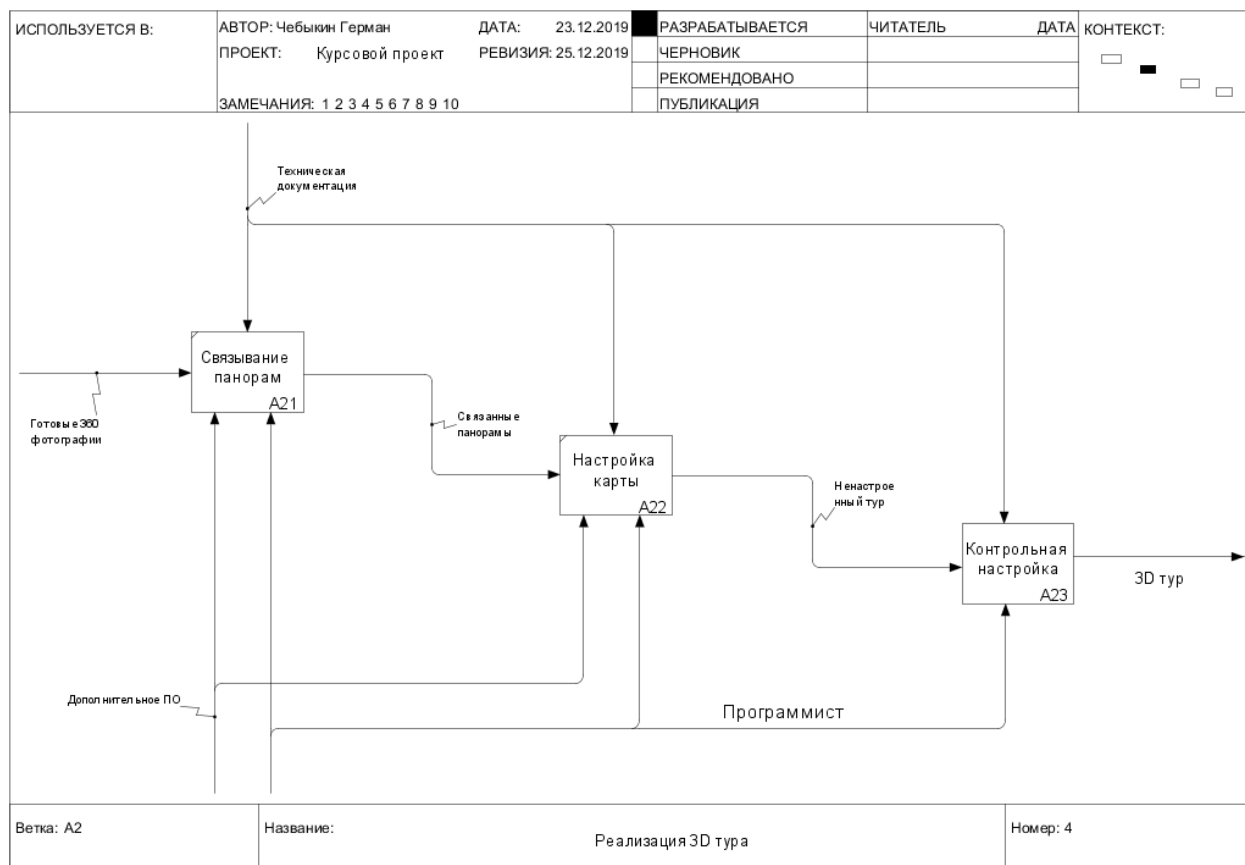 ИСПОЛЬЗУЕТСЯ В:
АВТОР: Чебыкин Герман
ДАТА: 23.12.2019
ПРОЕКТ: Курсовой проект
РЕВИЗИЯ: 25.12.2019
ЗАМЕЧАНИЯ: 1 2 3 4 5 6 7 8 9 10
РАЗРАБАТЫВАЕТСЯ
ЧЕРНОВИК
РЕКОМЕНДОВАНО
ПУБЛИКАЦИЯ
ЧИТАТЕЛЬ
ДАТА
КОНТЕКСТ:
Техническая
документация
Связывание
панорам
A21
Готовые 360
фотографии
Связанные
панорамы
Настройка
карты
A22
Ненастрое
нный тур
Контрольная
настройка
A23
3D тур
Дополнительное ПО
Программист
Ветка: A2
Название:
Реализация 3D тура
Номер: 4